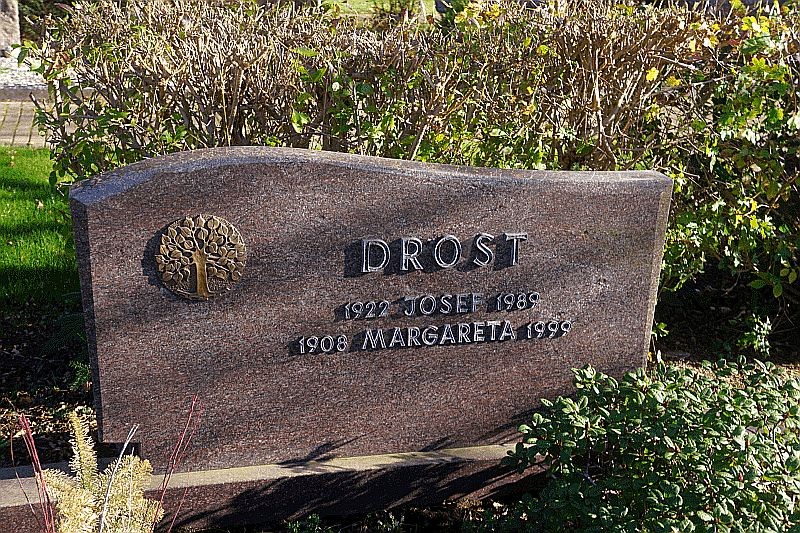 DROST
1922 JOSEF 1989
1908 MARGARETA 1999